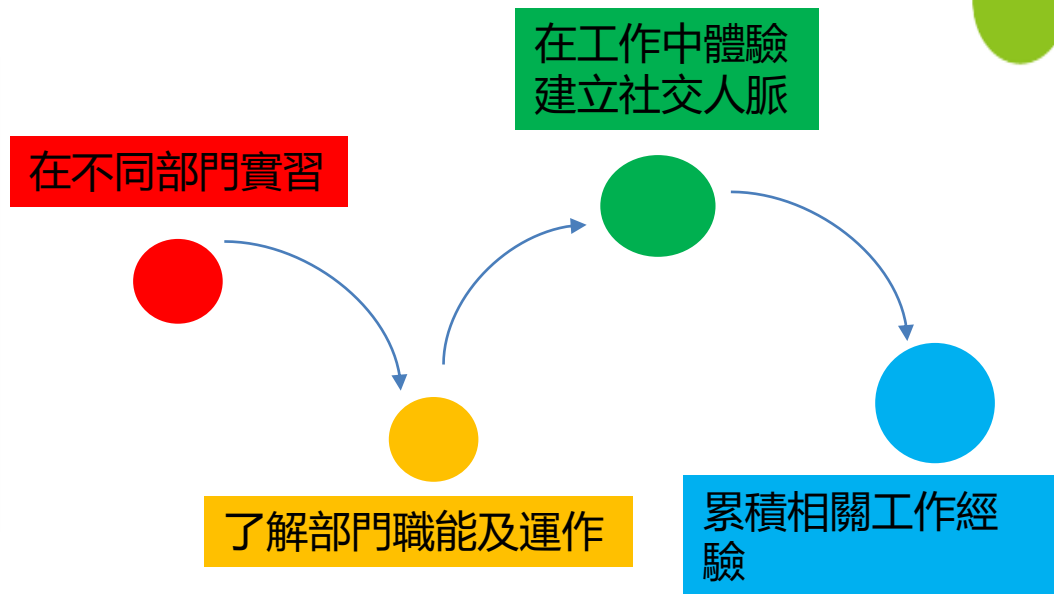 在不同部門實習
了解部門職能及運作
在工作中體驗
建立社交人脈
累積相關工作經
驗